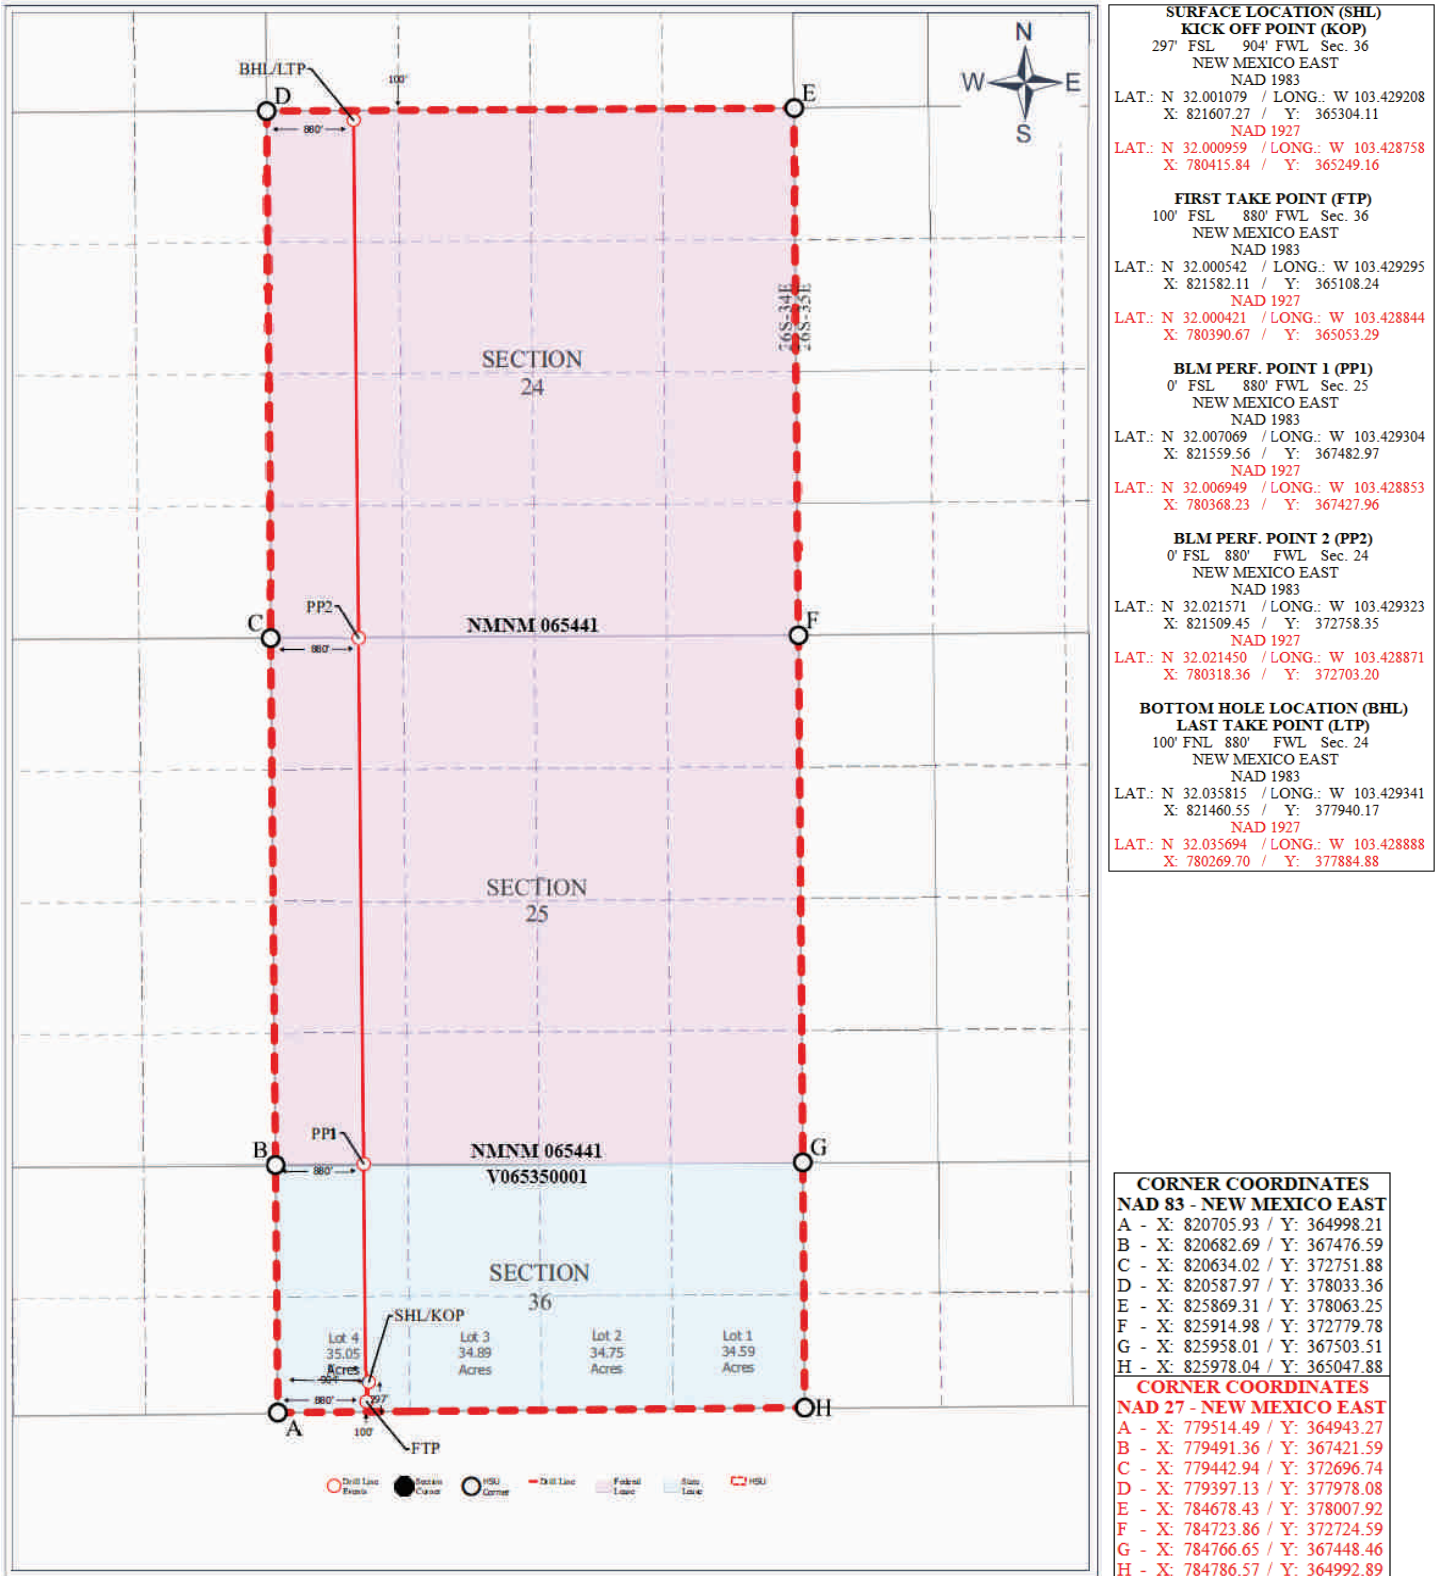 N
W E
S
BHL/LTP
100'
D
E
880'
26S-34E
26S-35E
SECTION
24
PP2
C
NMNM 065441
F
880'
SECTION
25
PP1
B
NMNM 065441
G
880'
V065350001
SECTION
36
SHL/KOP
Lot 4
35.05
Acres
Lot 3
34.89
Acres
Lot 2
34.75
Acres
Lot 1
34.59
Acres
904'
880'
297'
A
H
100'
FTP
Drill Line
Events
Section
Corner
HSU
Corner
Drill Line
Federal
Lease
State
Lease
HSU
SURFACE LOCATION (SHL)
KICK OFF POINT (KOP)
297' FSL 904' FWL Sec. 36
NEW MEXICO EAST
NAD 1983
LAT.: N 32.001079 / LONG.: W 103.429208
X: 821607.27 / Y: 365304.11
NAD 1927
LAT.: N 32.000959 / LONG.: W 103.428758
X: 780415.84 / Y: 365249.16
FIRST TAKE POINT (FTP)
100' FSL 880' FWL Sec. 36
NEW MEXICO EAST
NAD 1983
LAT.: N 32.000542 / LONG.: W 103.429295
X: 821582.11 / Y: 365108.24
NAD 1927
LAT.: N 32.000421 / LONG.: W 103.428844
X: 780390.67 / Y: 365053.29
BLM PERF. POINT 1 (PP1)
0' FSL 880' FWL Sec. 25
NEW MEXICO EAST
NAD 1983
LAT.: N 32.007069 / LONG.: W 103.429304
X: 821559.56 / Y: 367482.97
NAD 1927
LAT.: N 32.006949 / LONG.: W 103.428853
X: 780368.23 / Y: 367427.96
BLM PERF. POINT 2 (PP2)
0' FSL 880' FWL Sec. 24
NEW MEXICO EAST
NAD 1983
LAT.: N 32.021571 / LONG.: W 103.429323
X: 821509.45 / Y: 372758.35
NAD 1927
LAT.: N 32.021450 / LONG.: W 103.428871
X: 780318.36 / Y: 372703.20
BOTTOM HOLE LOCATION (BHL)
LAST TAKE POINT (LTP)
100' FNL 880' FWL Sec. 24
NEW MEXICO EAST
NAD 1983
LAT.: N 32.035815 / LONG.: W 103.429341
X: 821460.55 / Y: 377940.17
NAD 1927
LAT.: N 32.035694 / LONG.: W 103.428888
X: 780269.70 / Y: 377884.88
CORNER COORDINATES
NAD 83 - NEW MEXICO EAST
A - X: 820705.93 / Y: 364998.21
B - X: 820682.69 / Y: 367476.59
C - X: 820634.02 / Y: 372751.88
D - X: 820587.97 / Y: 378033.36
E - X: 825869.31 / Y: 378063.25
F - X: 825914.98 / Y: 372779.78
G - X: 825958.01 / Y: 367503.51
H - X: 825978.04 / Y: 365047.88
CORNER COORDINATES
NAD 27 - NEW MEXICO EAST
A - X: 779514.49 / Y: 364943.27
B - X: 779491.36 / Y: 367421.59
C - X: 779442.94 / Y: 372696.74
D - X: 779397.13 / Y: 377978.08
E - X: 784678.43 / Y: 378007.92
F - X: 784723.86 / Y: 372724.59
G - X: 784766.65 / Y: 367448.46
H - X: 784786.57 / Y: 364992.89